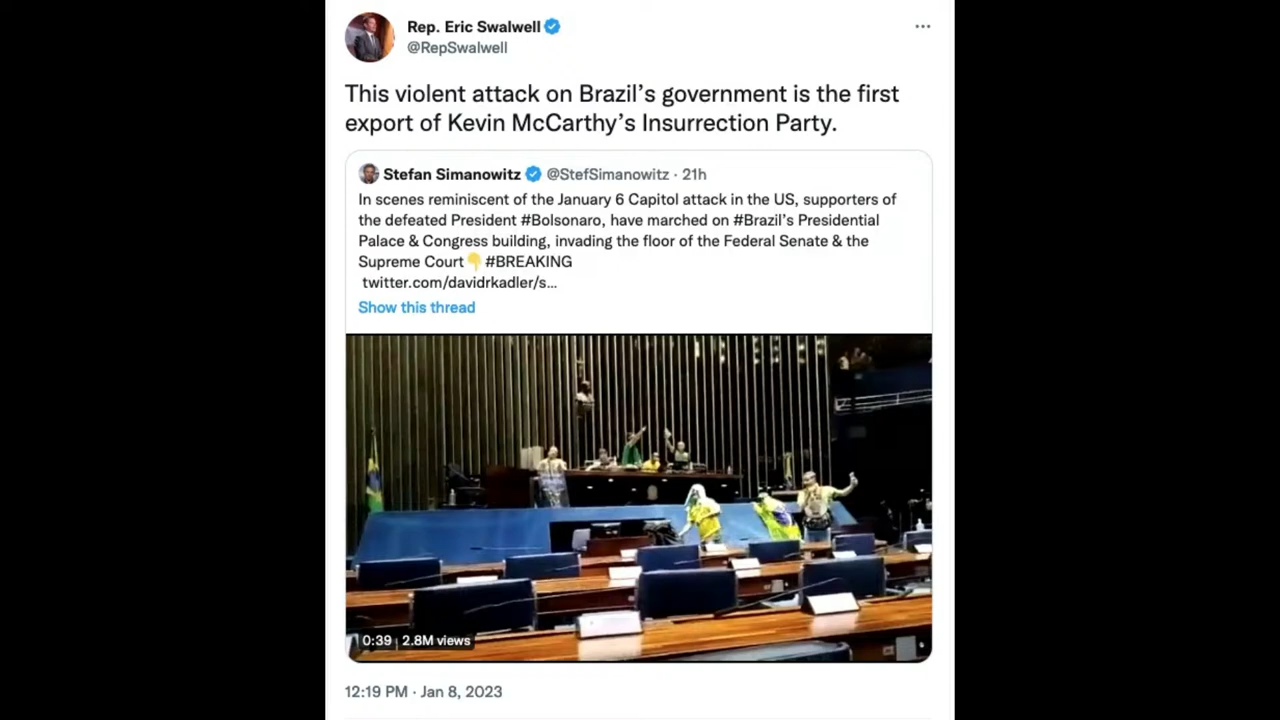 Rep. Eric Swalwell
@RepSwalwell
This violent attack on Brazil’s government is the first
export of Kevin McCarthy’s Insurrection Party.
Stefan Simanowitz @StefSimanowitz · 21h
In scenes reminiscent of the January 6 Capitol attack in the US, supporters of
the defeated President #Bolsonaro, have marched on #Brazil’s Presidential
Palace & Congress building, invading the floor of the Federal Senate & the
Supreme Court👇 #BREAKING
twitter.com/davidrkadler/s...
Show this thread
0:39 | 2.8M views
12:19 PM · Jan 8, 2023